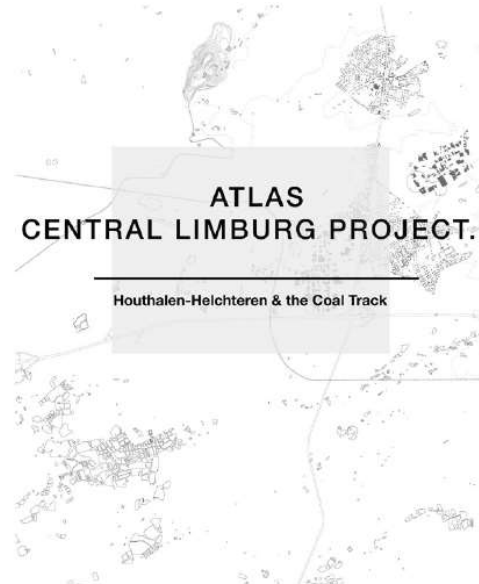 ATLAS
CENTRAL LIMBURG PROJECT.
Houthalen-Helchteren & the Coal Track